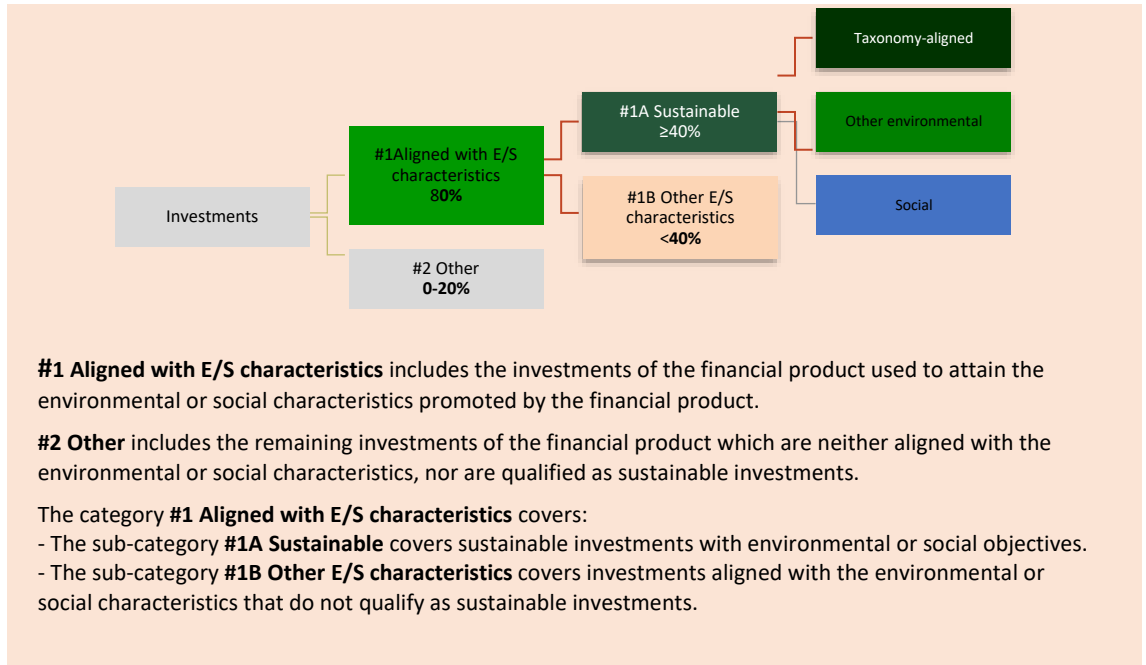 Taxonomy-aligned
#1A Sustainable
≥40%
Other environmental
#1Aligned with E/S
characteristics
80%
Investments
#1B Other E/S
characteristics
<40%
Social
#2 Other
0-20%
#1 Aligned with E/S characteristics includes the investments of the financial product used to attain the
environmental or social characteristics promoted by the financial product.
#2 Other includes the remaining investments of the financial product which are neither aligned with the
environmental or social characteristics, nor are qualified as sustainable investments.
The category #1 Aligned with E/S characteristics covers:
- The sub-category #1A Sustainable covers sustainable investments with environmental or social objectives.
- The sub-category #1B Other E/S characteristics covers investments aligned with the environmental or
social characteristics that do not qualify as sustainable investments.